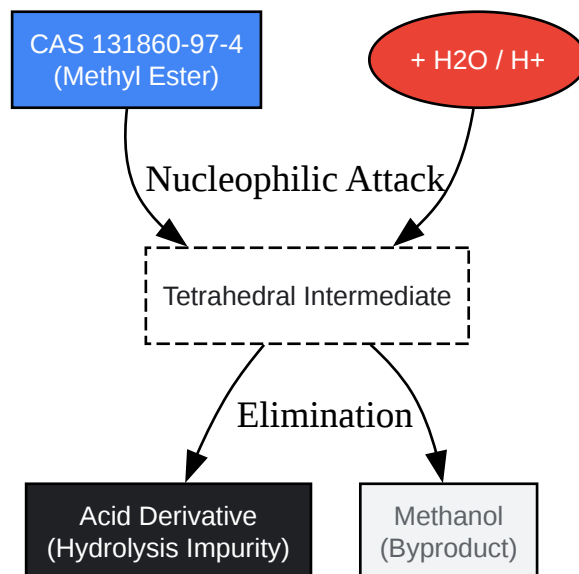 CAS 131860-97-4
(Methyl Ester)
+ H2O / H+
Nucleophilic Attack
Tetrahedral Intermediate
Elimination
Acid Derivative
(Hydrolysis Impurity)
Methanol
(Byproduct)